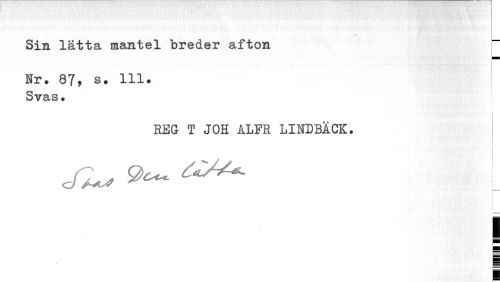 Sin lätta mantel breder afton
Nr. 87, s. 111.
Svas.
REG T JOH ALFR LINDBÄCK.
Svas Den lätta